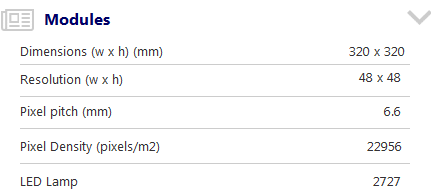 Modules
Dimensions (w x h) (mm) 320 x 320
Resolution (w x h) 48 x 48
Pixel pitch (mm) 6.6
Pixel Density (pixels/m2) 22956
LED Lamp 2727